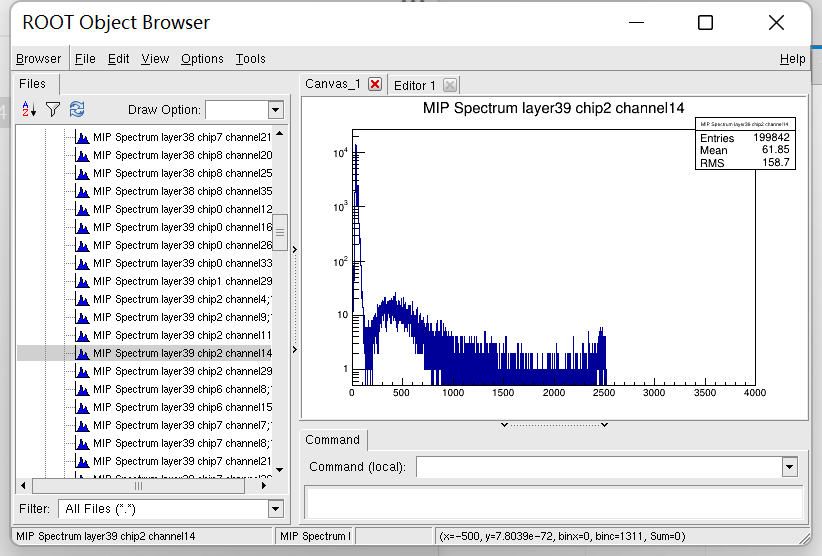 ROOT Object Browser
Browser File Edit View Options Tools Help
Files
Draw Option:
MIP Spectrum layer38 chip7 channel21
MIP Spectrum layer38 chip8 channel20
MIP Spectrum layer38 chip8 channel25
MIP Spectrum layer38 chip8 channel35
MIP Spectrum layer39 chip0 channel12
MIP Spectrum layer39 chip0 channel16
MIP Spectrum layer39 chip0 channel26
MIP Spectrum layer39 chip0 channel33
MIP Spectrum layer39 chip1 channel29
MIP Spectrum layer39 chip2 channel4;
MIP Spectrum layer39 chip2 channel9;
MIP Spectrum layer39 chip2 channel11
MIP Spectrum layer39 chip2 channel14
MIP Spectrum layer39 chip2 channel29
MIP Spectrum layer39 chip6 channel8;
MIP Spectrum layer39 chip6 channel15
MIP Spectrum layer39 chip7 channel7;
MIP Spectrum layer39 chip7 channel8;
MIP Spectrum layer39 chip7 channel21
Filter: All Files (*.*)
Canvas_1 Editor 1
MIP Spectrum layer39 chip2 channel14
MIP Spectrum layer39 chip2 channel14
Entries 199842
Mean 61.85
RMS 158.7
10⁴
10³
10²
10
1
0 500 1000 1500 2000 2500 3000 3500 4000
Command
Command (local):
MIP Spectrum layer39 chip2 channel14 MIP Spectrum l (x=-500, y=7.8039e-72, binx=0, binc=1311, Sum=0)